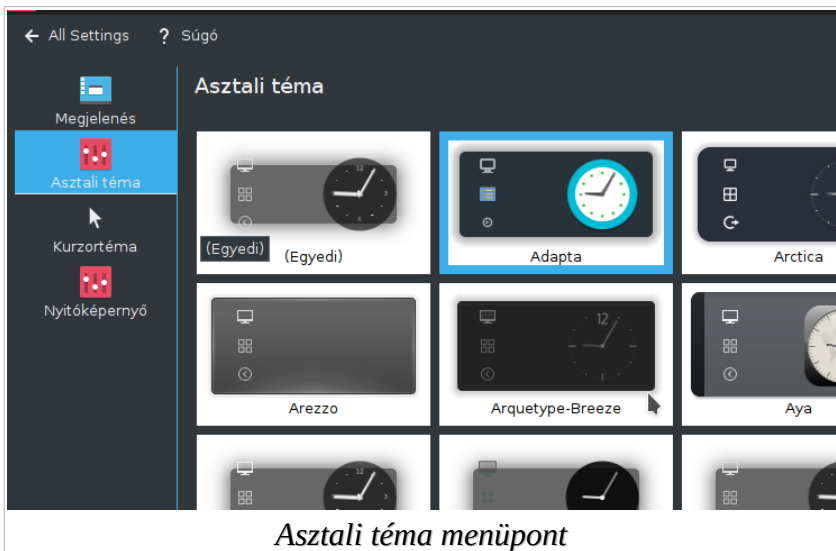 ← All Settings ? Súgó
Megjelenés
Asztali téma
Kurzortéma
Nyitóképernyő
Asztali téma
(Egyedi)
(Egyedi)
Adapta
Arctica
Arezzo
Arquetype-Breeze
Aya
Asztali téma menüpont